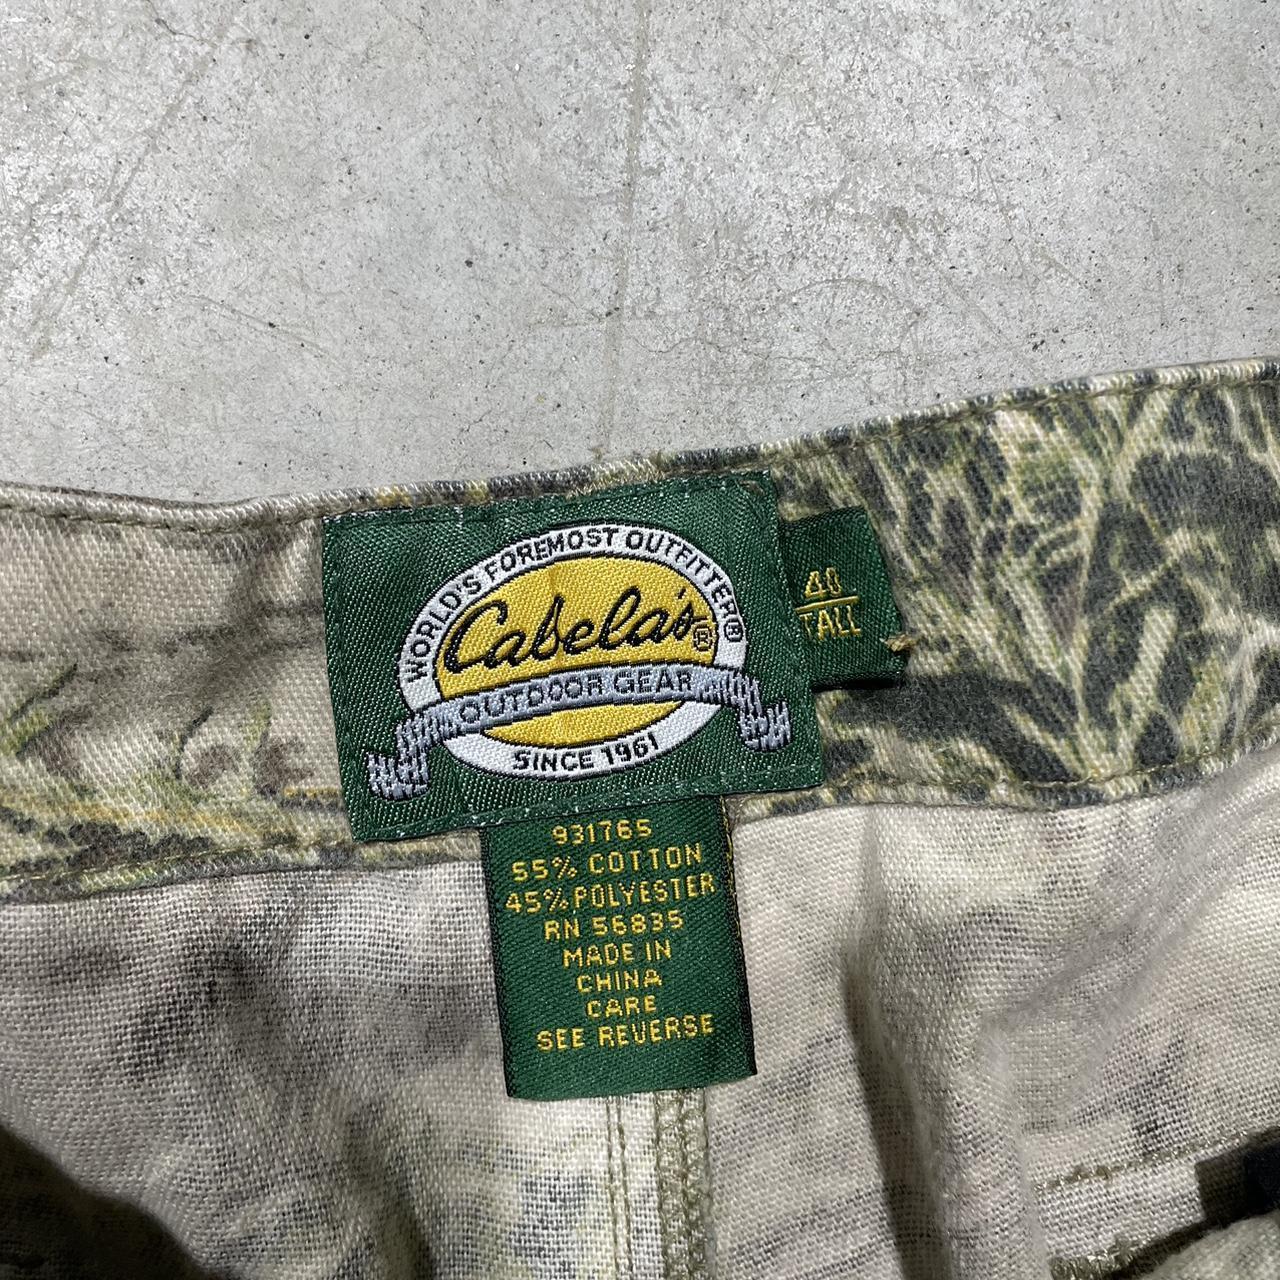 WORLD'S FOREMOST OUTFITTER®
Cabela's®
OUTDOOR GEAR
SINCE 1961
40
TALL
931765
55% COTTON
45% POLYESTER
RN 56835
MADE IN
CHINA
CARE
SEE REVERSE